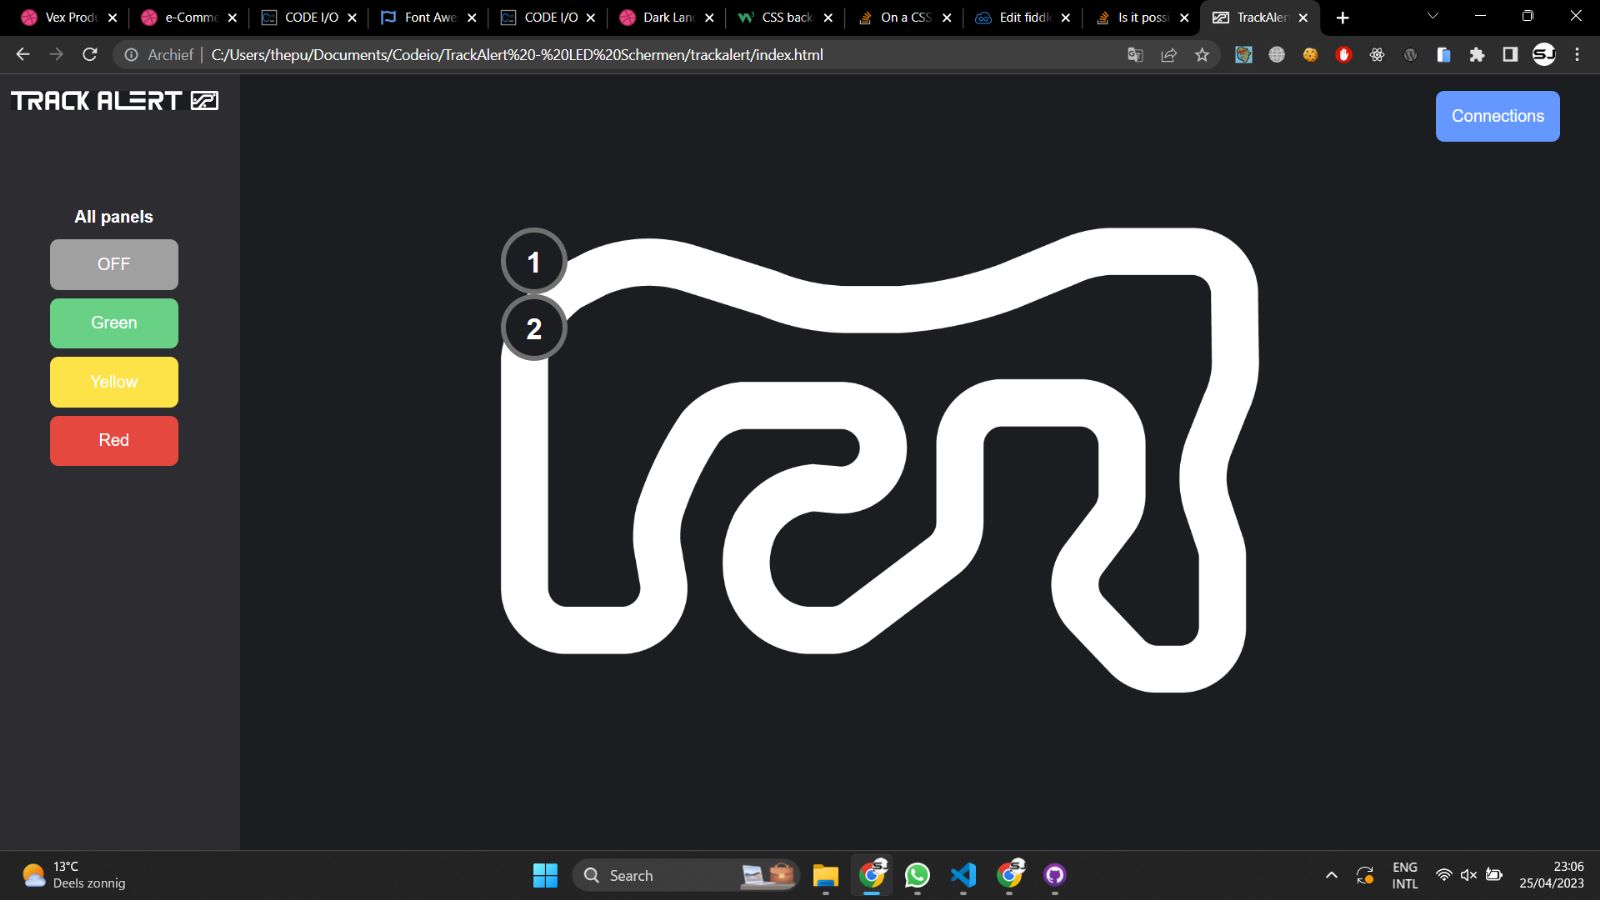 Vex Produ
e-Comme
CODE I/O
Font Awe
CODE I/O
Dark Lan
CSS back
On a CSS
Edit fiddl
Is it possi
TrackAler
Archief
C:/Users/thepu/Documents/Codeio/TrackAlert%20-%20LED%20Schermen/trackalert/index.html
TRACK ALERT
Connections
All panels
OFF
Green
Yellow
Red
1
2
13°C
Deels zonnig
Search
ENG
INTL
23:06
25/04/2023